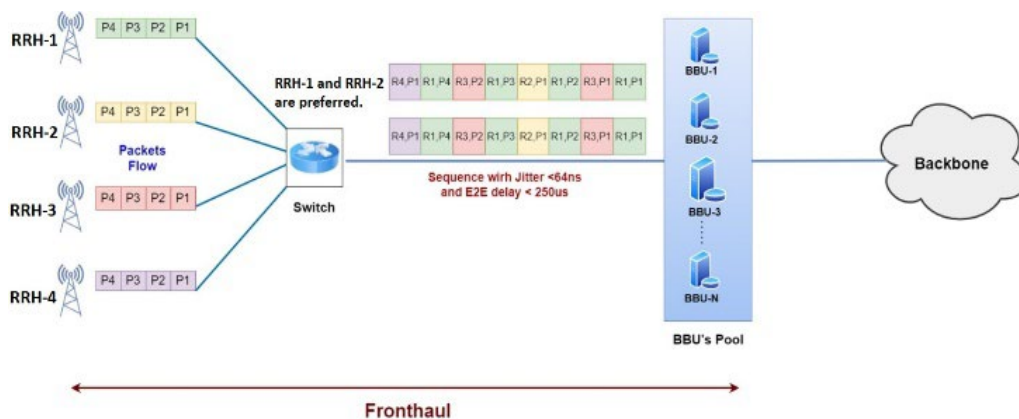 RRH-1
P4 P3 P2 P1
RRH-2
P4 P3 P2 P1
Packets
Flow
RRH-3
P4 P3 P2 P1
RRH-4
P4 P3 P2 P1
RRH-1 and RRH-2
are preferred.
Switch
R4,P1 R1,P4 R3,P2 R1,P3 R2,P1 R1,P2 R3,P1 R1,P1
R4,P1 R1,P4 R3,P2 R1,P3 R2,P1 R1,P2 R3,P1 R1,P1
Sequence wirh Jitter <64ns
and E2E delay < 250us
BBU-1
BBU-2
BBU-3
BBU-N
BBU's Pool
Backbone
Fronthaul